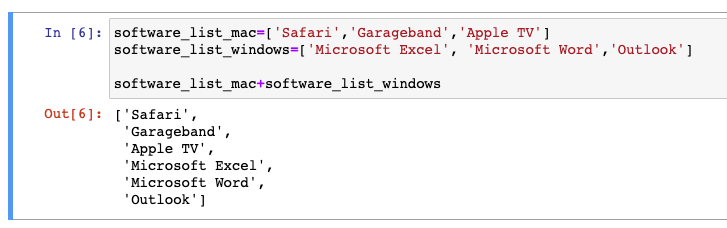 In [6]: software_list_mac=['Safari','Garageband','Apple TV']
software_list_windows=['Microsoft Excel', 'Microsoft Word','Outlook']
software_list_mac+software_list_windows
Out[6]: ['Safari',
'Garageband',
'Apple TV',
'Microsoft Excel',
'Microsoft Word',
'Outlook']